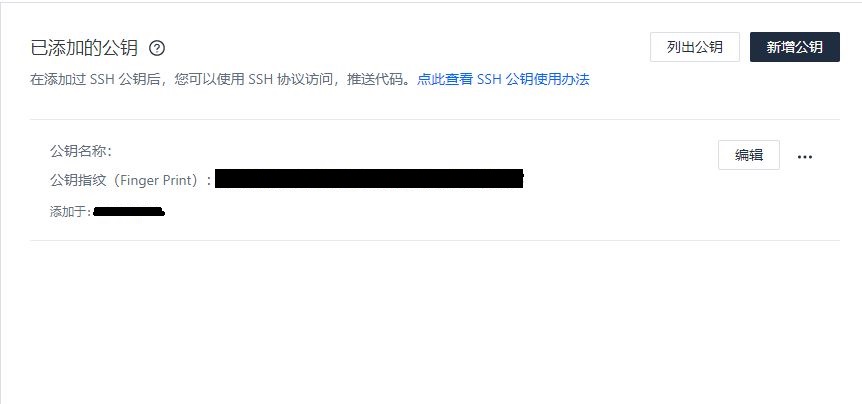 已添加的公钥 ?
列出公钥
新增公钥
在添加过 SSH 公钥后，您可以使用 SSH 协议访问，推送代码。点此查看 SSH 公钥使用办法
公钥名称：
编辑 ...
公钥指纹（Finger Print）：
添加于：